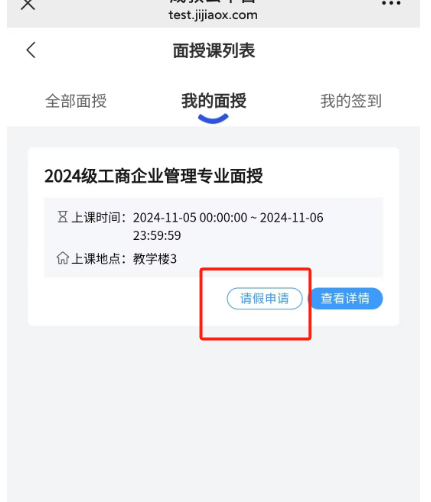 test.jijiaox.com
面授课列表
全部面授 我的面授 我的签到
2024级工商企业管理专业面授
上课时间：2024-11-05 00:00:00 ~ 2024-11-06
23:59:59
上课地点：教学楼3
请假申请 查看详情